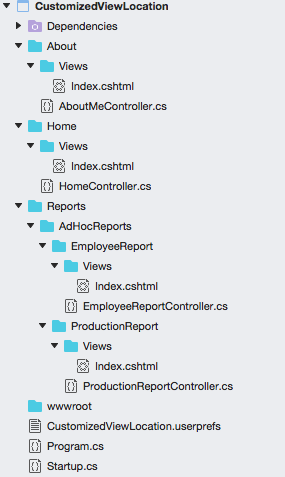 CustomizedViewLocation
Dependencies
About
Views
Index.cshtml
AboutMeController.cs
Home
Views
Index.cshtml
HomeController.cs
Reports
AdHocReports
EmployeeReport
Views
Index.cshtml
EmployeeReportController.cs
ProductionReport
Views
Index.cshtml
ProductionReportController.cs
wwwroot
CustomizedViewLocation.userprefs
Program.cs
Startup.cs